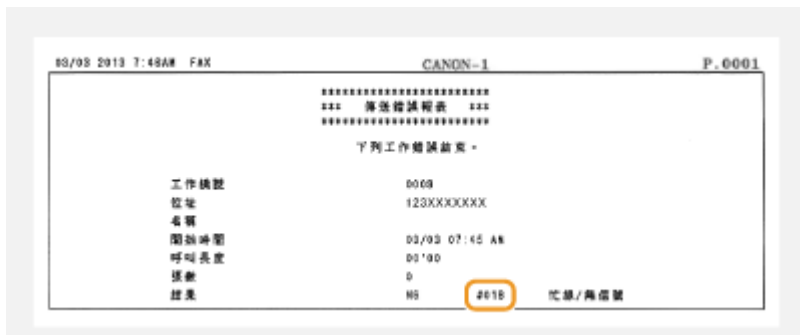 03/03 2013 7:46AM FAX CANON-1 P.0001
************************
*** 傳送錯誤報表 ***
************************
下列工作錯誤結束。
工作編號 0009
位址 123XXXXXXX
名稱
開始時間 03/03 07:45 AM
呼叫長度 00'00
張數 0
結果 NG #018 忙線/無信號